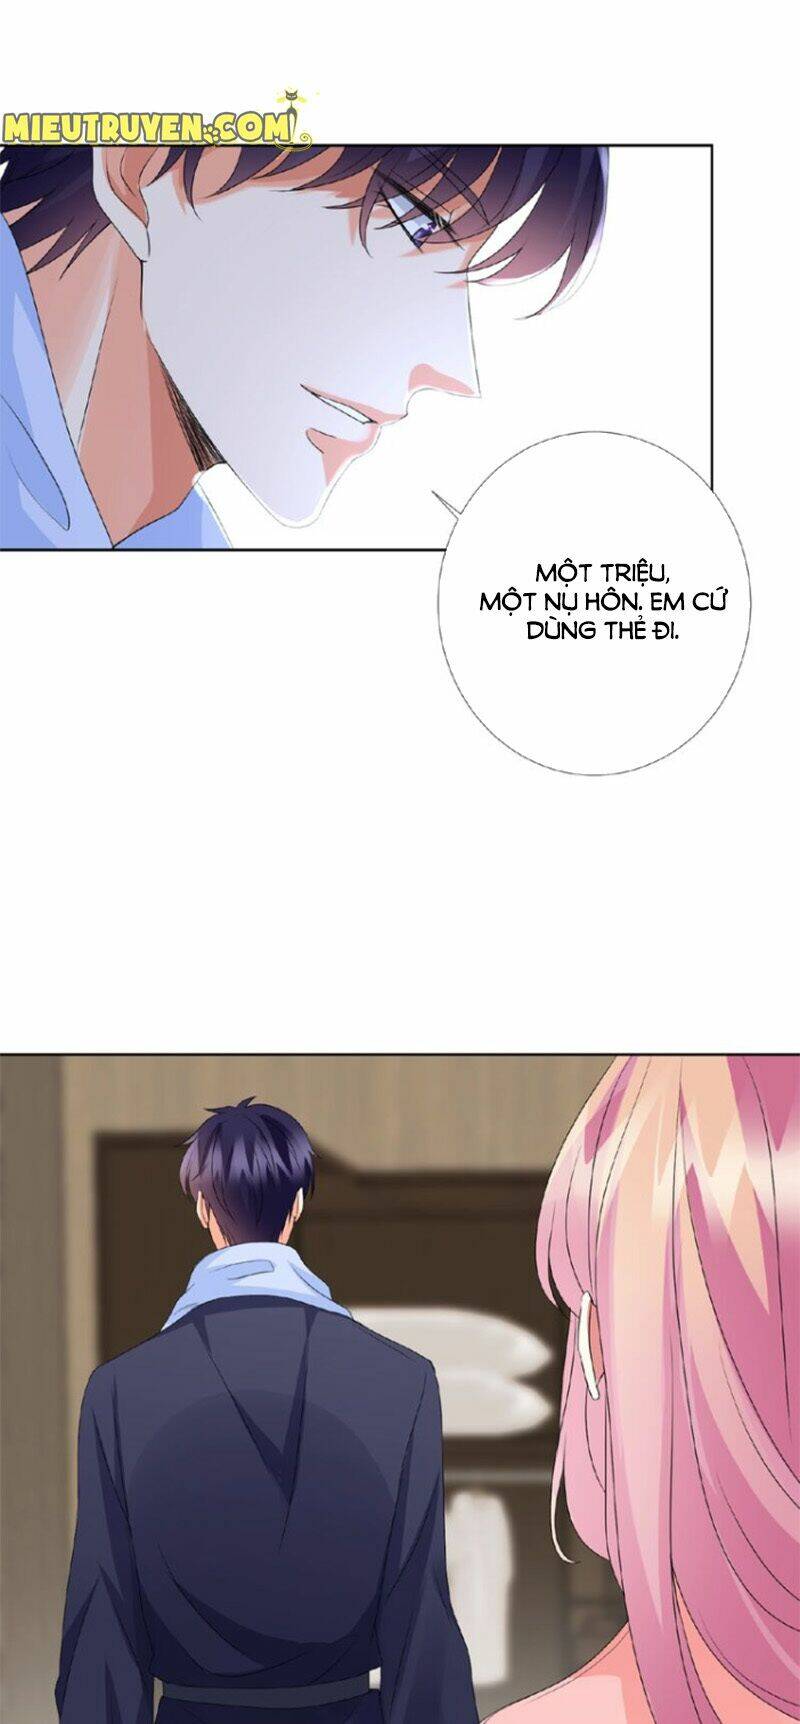 MIEUTRUYEN.COM
MỘT TRIỆU,
MỘT NỤ HÔN. EM CỨ
DÙNG THẺ ĐI.